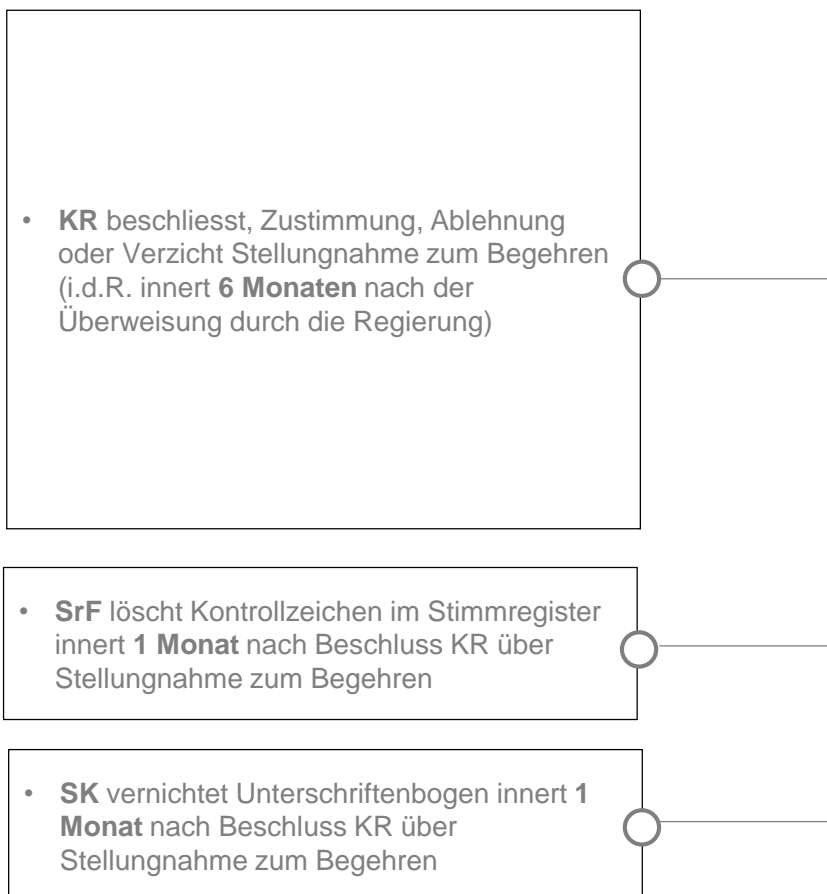 • KR beschliesst, Zustimmung, Ablehnung
oder Verzicht Stellungnahme zum Begehren
(i.d.R. innert 6 Monaten nach der
Überweisung durch die Regierung)
• SrF löscht Kontrollzeichen im Stimmregister
innert 1 Monat nach Beschluss KR über
Stellungnahme zum Begehren
• SK vernichtet Unterschriftenbogen innert 1
Monat nach Beschluss KR über
Stellungnahme zum Begehren